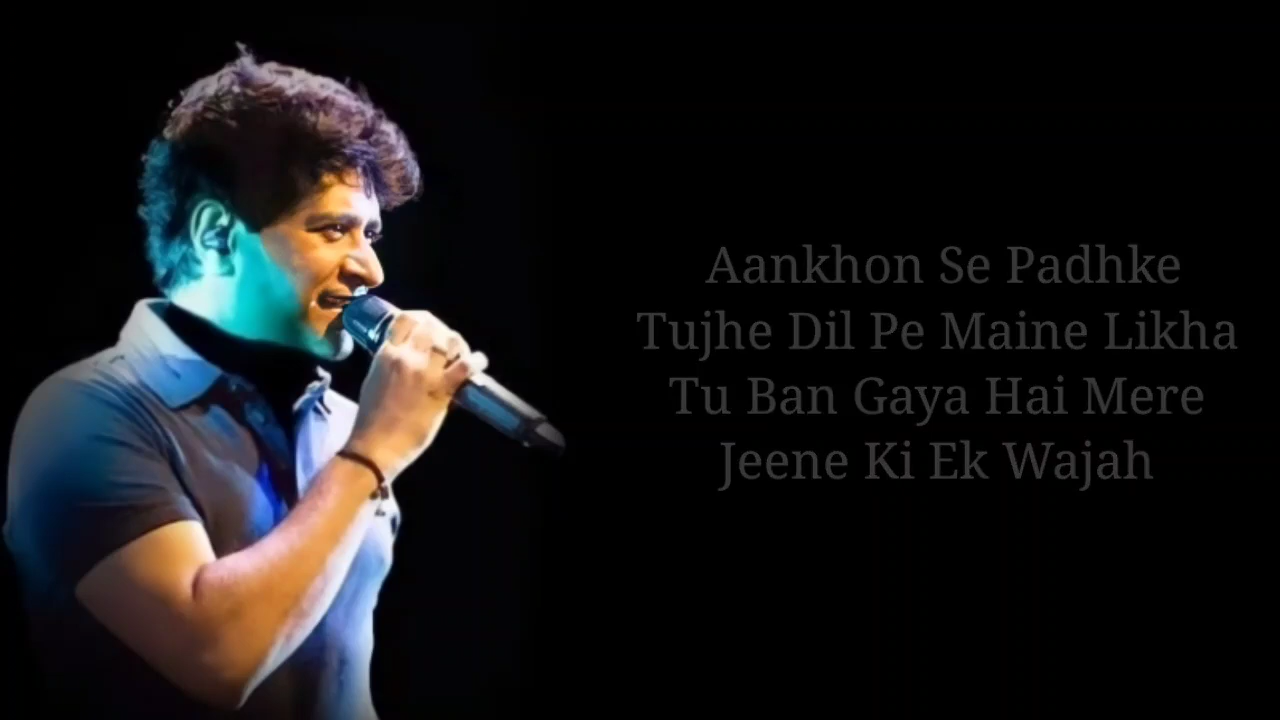 Aankhon Se Padhke
Tujhe Dil Pe Maine Likha
Tu Ban Gaya Hai Mere
Jeene Ki Ek Wajah